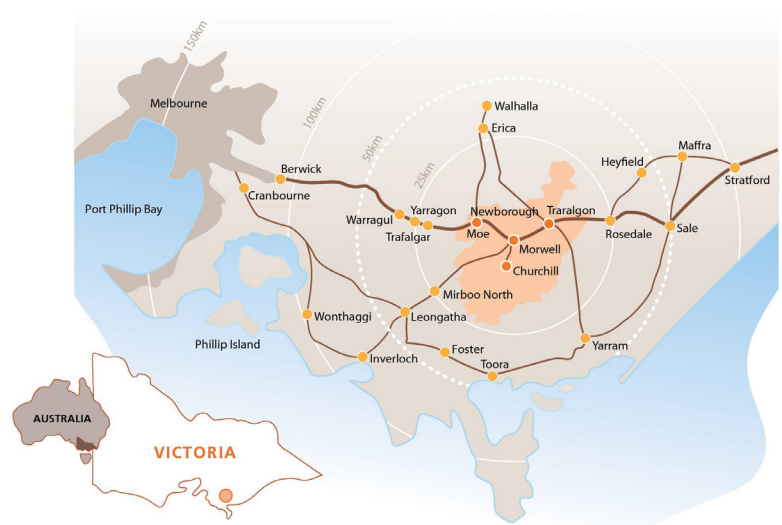 150km
Melbourne
100km
Walhalla
Erica
50km
Maffra
Heyfield
Berwick
25km
Stratford
Cranbourne
Port Phillip Bay
Yarragon
Newborough
Traralgon
Warragul
Trafalgar
Moe
Rosedale
Sale
Morwell
Churchill
Mirboo North
Wonthaggi
Leongatha
Phillip Island
Inverloch
Foster
Toora
Yarram
AUSTRALIA
VICTORIA